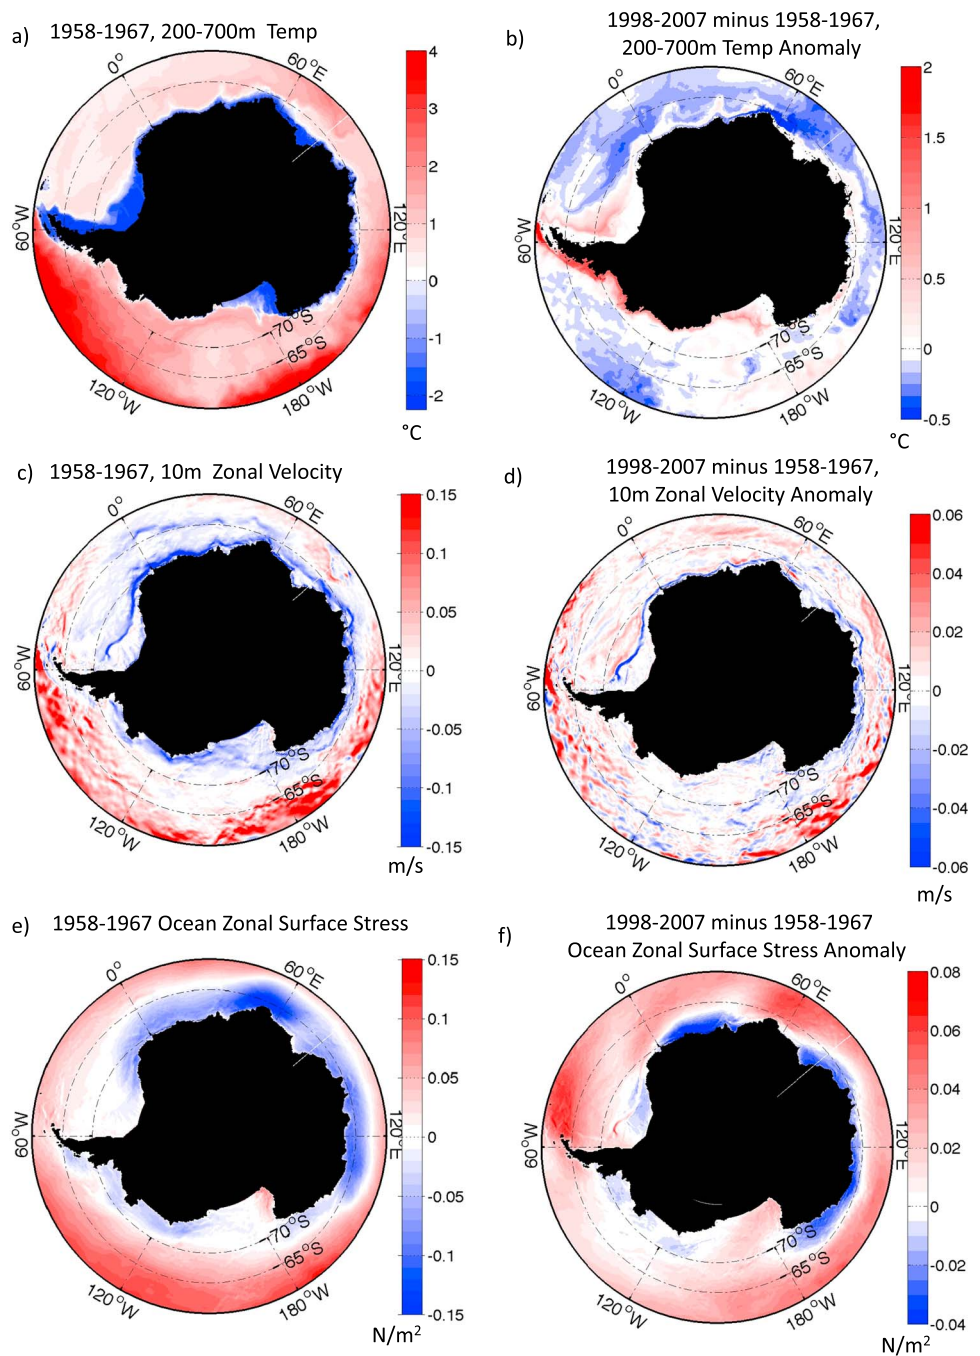 a) 1958-1967, 200-700m Temp
0°
60°E
120°E
180°W
120°W
60°W
70°S
65°S
4
3
2
1
0
-1
-2
°C
b) 1998-2007 minus 1958-1967,
200-700m Temp Anomaly
0°
60°E
120°E
180°W
120°W
60°W
70°S
65°S
2
1.5
1
0.5
0
-0.5
°C
c) 1958-1967, 10m Zonal Velocity
0°
60°E
120°E
180°W
120°W
60°W
70°S
65°S
0.15
0.1
0.05
0
-0.05
-0.1
-0.15
m/s
d) 1998-2007 minus 1958-1967,
10m Zonal Velocity Anomaly
0°
60°E
120°E
180°W
120°W
60°W
70°S
65°S
0.06
0.04
0.02
0
-0.02
-0.04
-0.06
m/s
e) 1958-1967 Ocean Zonal Surface Stress
0°
60°E
120°E
180°W
120°W
60°W
70°S
65°S
0.15
0.1
0.05
0
-0.05
-0.1
-0.15
N/m²
f) 1998-2007 minus 1958-1967
Ocean Zonal Surface Stress Anomaly
0°
60°E
120°E
180°W
120°W
60°W
70°S
65°S
0.08
0.06
0.04
0.02
0
-0.02
-0.04
N/m²